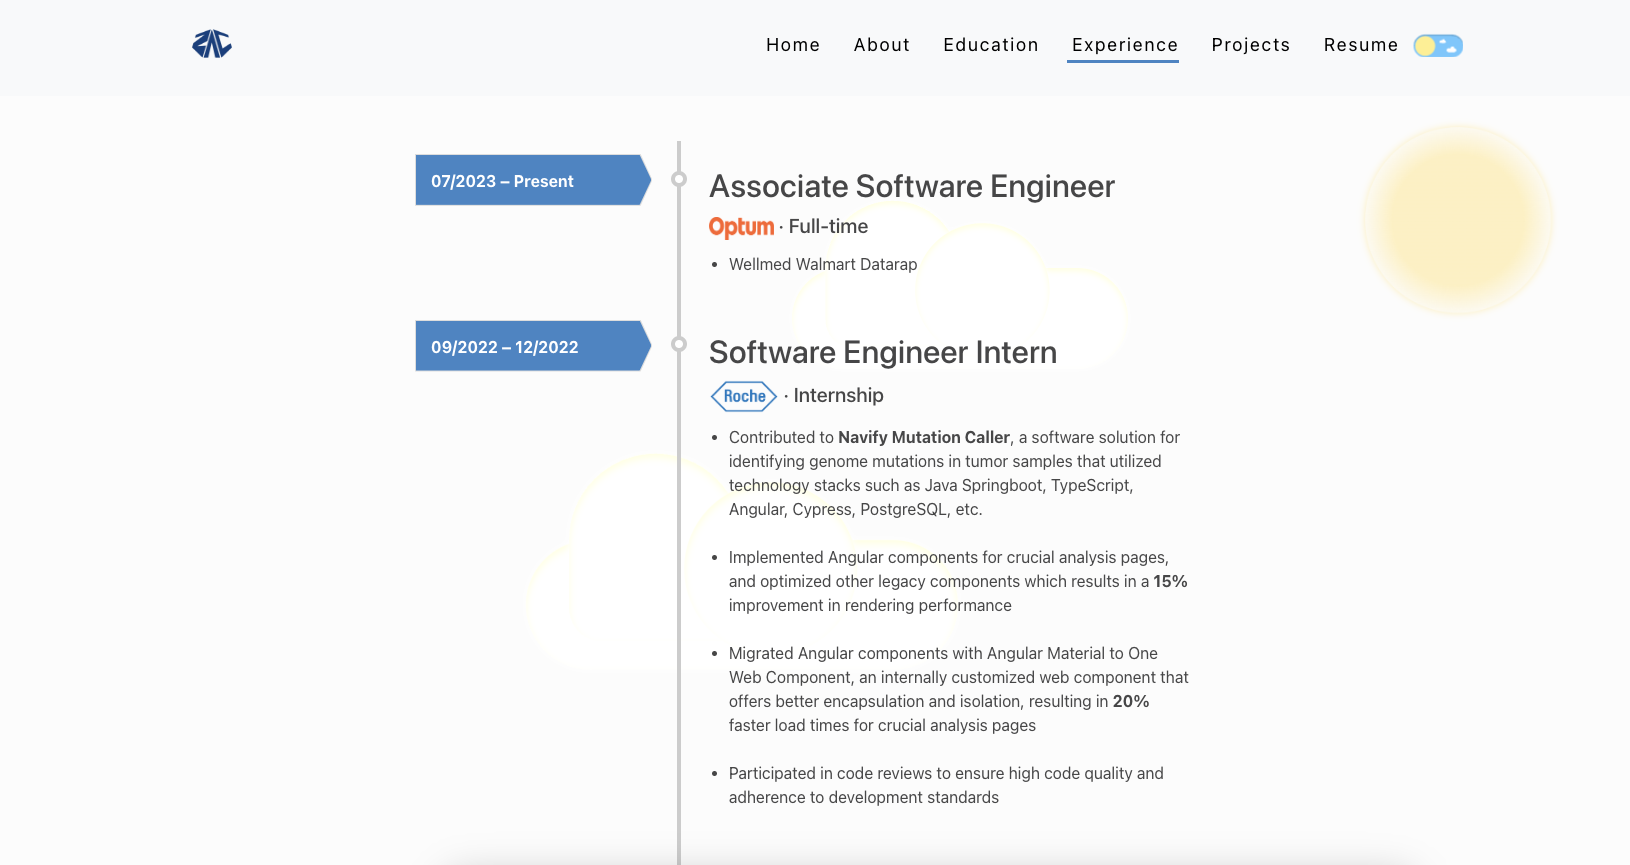 Home About Education Experience Projects Resume
07/2023 – Present
Associate Software Engineer
Optum · Full-time
• Wellmed Walmart Datarap
09/2022 – 12/2022
Software Engineer Intern
Roche · Internship
• Contributed to Navify Mutation Caller, a software solution for
identifying genome mutations in tumor samples that utilized
technology stacks such as Java Springboot, TypeScript,
Angular, Cypress, PostgreSQL, etc.
• Implemented Angular components for crucial analysis pages,
and optimized other legacy components which results in a 15%
improvement in rendering performance
• Migrated Angular components with Angular Material to One
Web Component, an internally customized web component that
offers better encapsulation and isolation, resulting in 20%
faster load times for crucial analysis pages
• Participated in code reviews to ensure high code quality and
adherence to development standards